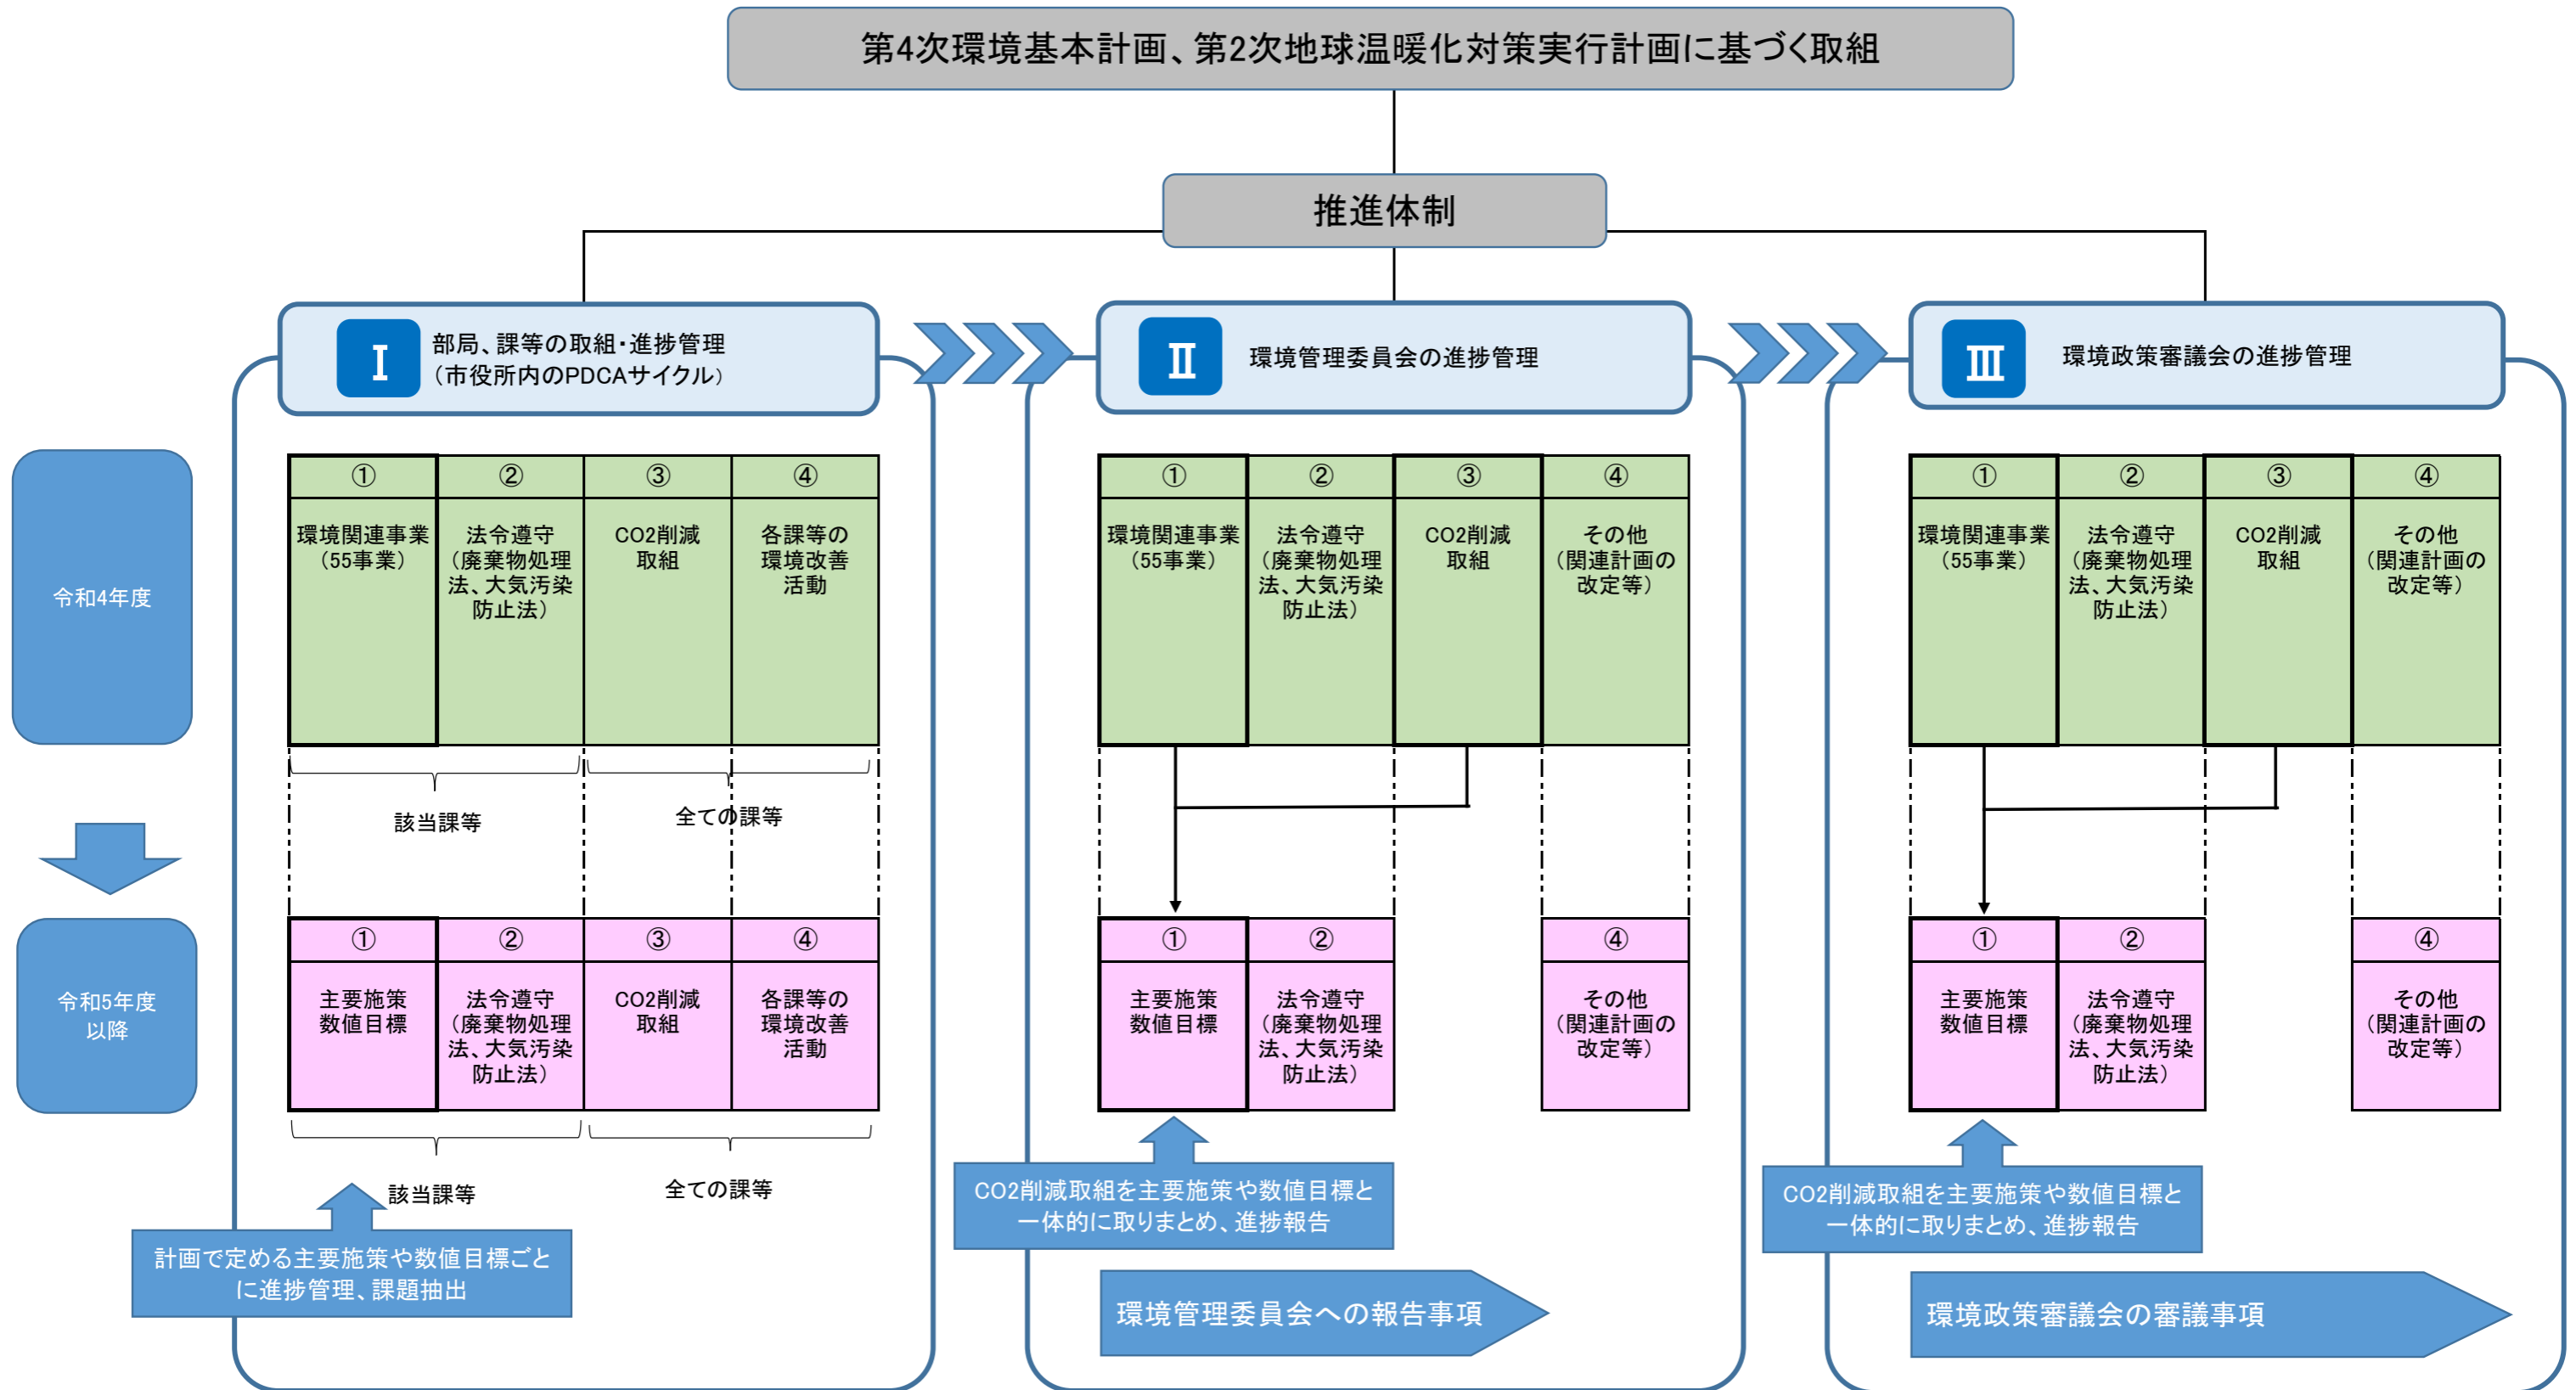 第4次環境基本計画、第2次地球温暖化対策実行計画に基づく取組
推進体制
Ⅰ
部局、課等の取組・進捗管理
（市役所内のPDCAサイクル）
Ⅱ
環境管理委員会の進捗管理
Ⅲ
環境政策審議会の進捗管理
令和4年度
①
環境関連事業
（55事業）
②
法令遵守
（廃棄物処理
法、大気汚染
防止法）
③
CO2削減
取組
④
各課等の
環境改善
活動
該当課等
全ての課等
①
環境関連事業
（55事業）
②
法令遵守
（廃棄物処理
法、大気汚染
防止法）
③
CO2削減
取組
④
その他
（関連計画の
改定等）
①
環境関連事業
（55事業）
②
法令遵守
（廃棄物処理
法、大気汚染
防止法）
③
CO2削減
取組
④
その他
（関連計画の
改定等）
令和5年度
以降
①
主要施策
数値目標
②
法令遵守
（廃棄物処理
法、大気汚染
防止法）
③
CO2削減
取組
④
各課等の
環境改善
活動
該当課等
全ての課等
計画で定める主要施策や数値目標ごと
に進捗管理、課題抽出
①
主要施策
数値目標
②
法令遵守
（廃棄物処理
法、大気汚染
防止法）
④
その他
（関連計画の
改定等）
CO2削減取組を主要施策や数値目標と
一体的に取りまとめ、進捗報告
環境管理委員会への報告事項
①
主要施策
数値目標
②
法令遵守
（廃棄物処理
法、大気汚染
防止法）
④
その他
（関連計画の
改定等）
CO2削減取組を主要施策や数値目標と
一体的に取りまとめ、進捗報告
環境政策審議会の審議事項